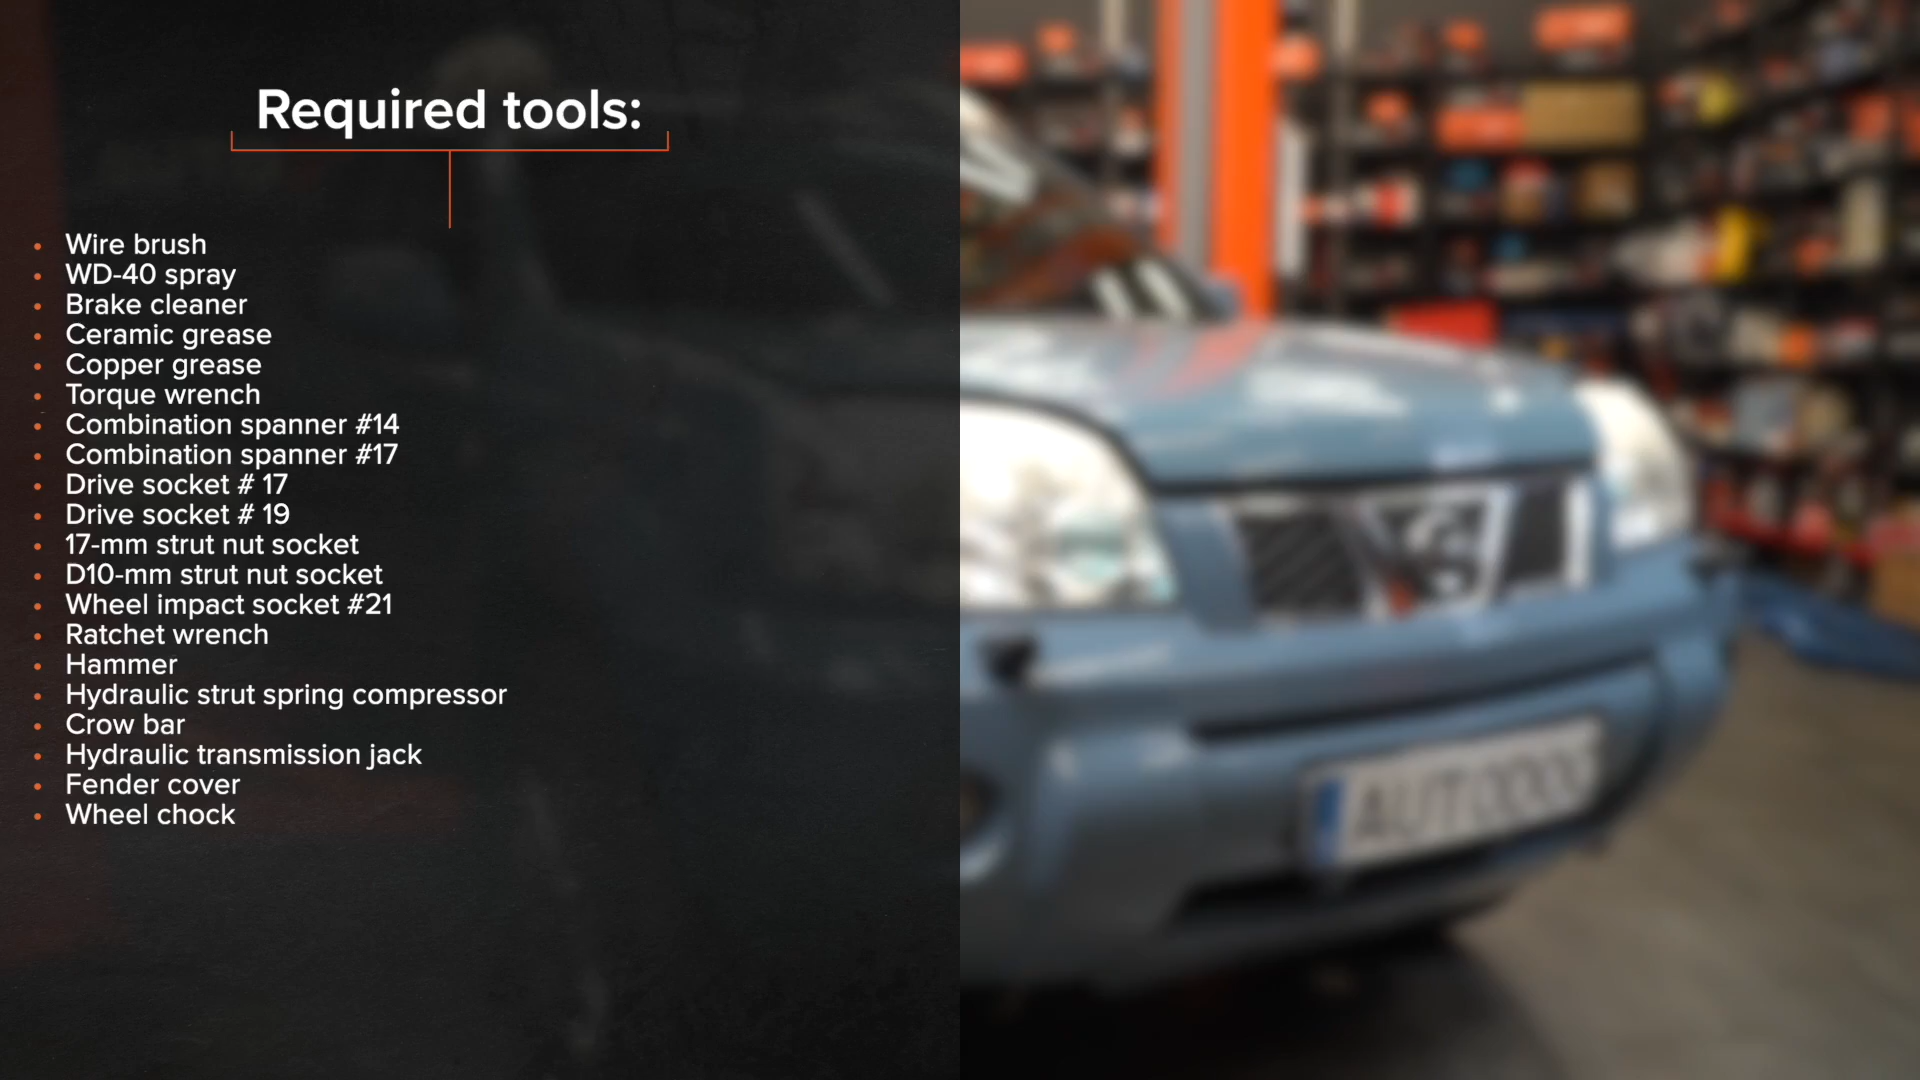 Required tools:
Wire brush
WD-40 spray
Brake cleaner
Ceramic grease
Copper grease
Torque wrench
Combination spanner #14
Combination spanner #17
Drive socket # 17
Drive socket # 19
17-mm strut nut socket
D10-mm strut nut socket
Wheel impact socket #21
Ratchet wrench
Hammer
Hydraulic strut spring compressor
Crow bar
Hydraulic transmission jack
Fender cover
Wheel chock